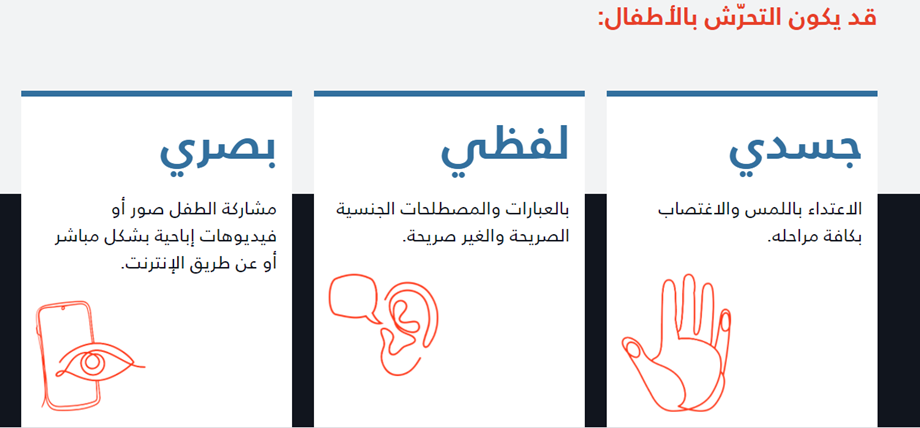 قد يكون التحرّش بالأطفال:
جسدي
الاعتداء باللمس والاغتصاب
بكافة مراحله.
لفظي
بالعبارات والمصطلحات الجنسية
الصريحة والغير صريحة.
بصري
مشاركة الطفل صور أو
فيديوهات إباحية بشكل مباشر
أو عن طريق الإنترنت.